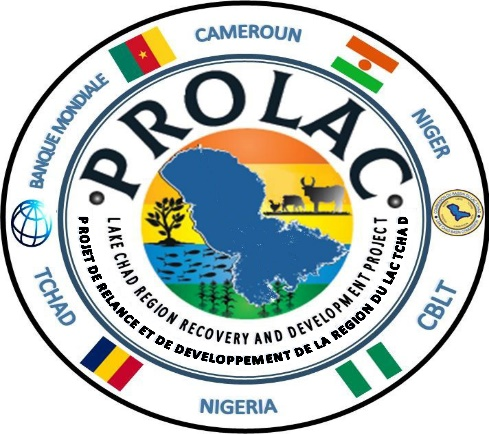 CAMEROUN
NIGER
CBLT
NIGERIA
TCHAD
BANQUE MONDIALE
PROLAC
LAKE CHAD REGION RECOVERY AND DEVELOPMENT PROJECT
PROJET DE RELANCE ET DE DEVELOPPEMENT DE LA REGION DU LAC TCHAD